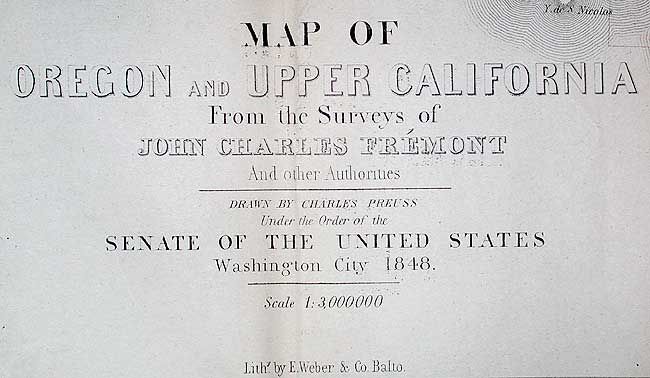 Y. de S. Nicolas
MAP OF
OREGON AND UPPER CALIFORNIA
From the Surveys of
JOHN CHARLES FRÉMONT
And other Authorities
DRAWN BY CHARLES PREUSS
Under the Order of the
SENATE OF THE UNITED STATES
Washington City 1848.
Scale 1:3,000000
Lithy. by E. Weber & Co. Balto.